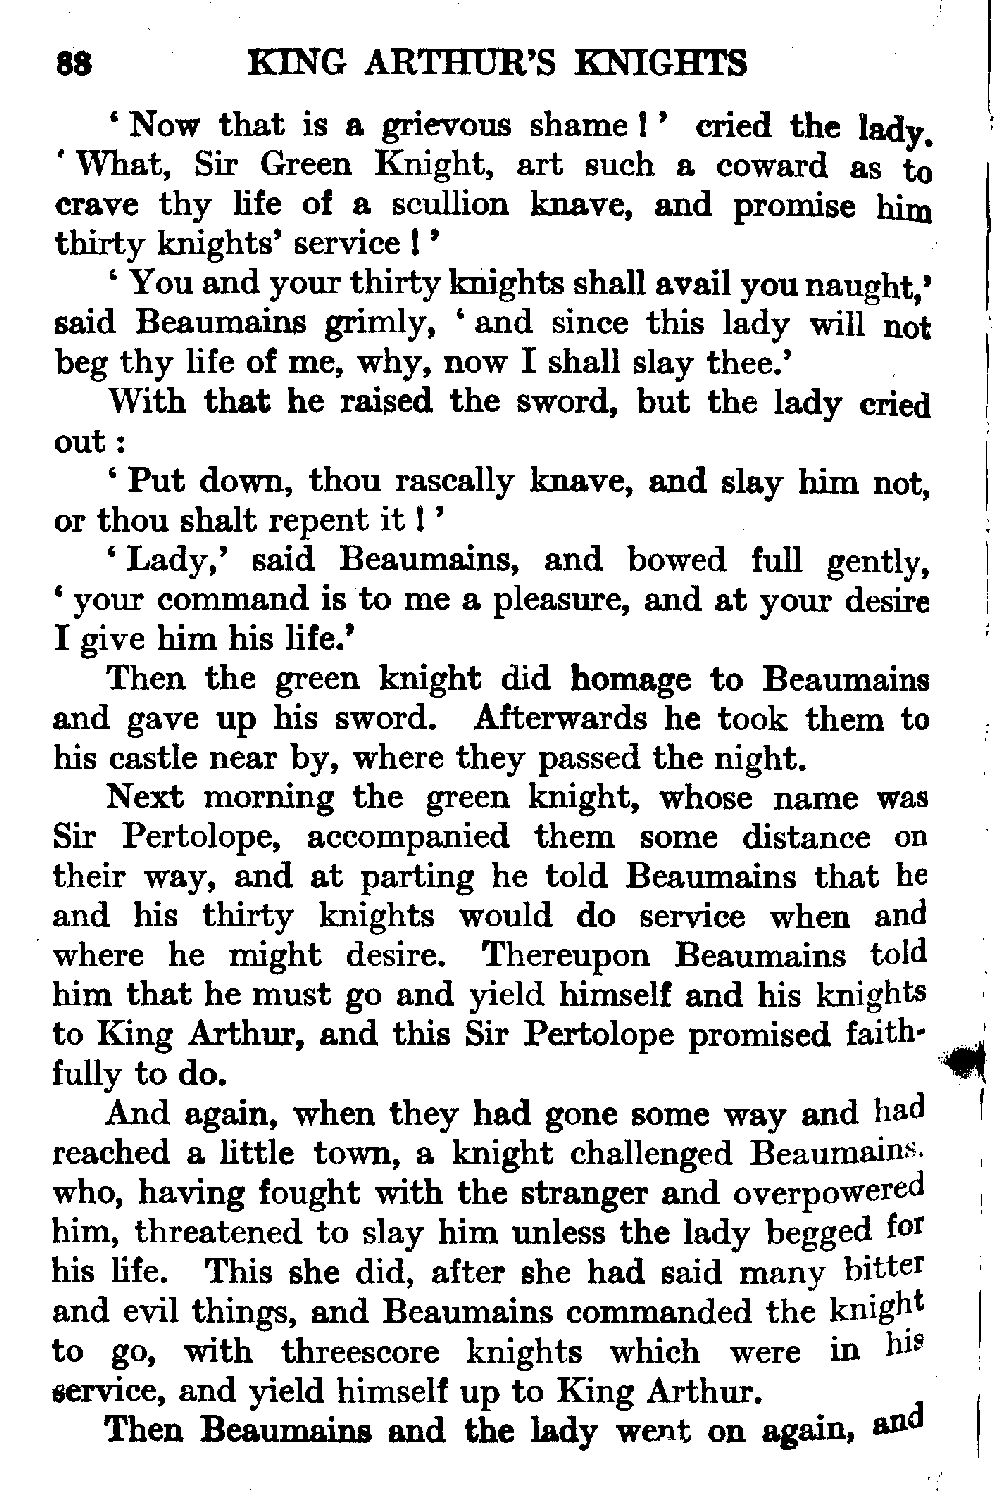 88 KING ARTHUR'S KNIGHTS
‘ Now that is a grievous shame ! ’ cried the lady.
‘ What, Sir Green Knight, art such a coward as to
crave thy life of a scullion knave, and promise him
thirty knights’ service ! ’
‘ You and your thirty knights shall avail you naught,’
said Beaumains grimly, ‘ and since this lady will not
beg thy life of me, why, now I shall slay thee.’
With that he raised the sword, but the lady cried
out :
‘ Put down, thou rascally knave, and slay him not,
or thou shalt repent it ! ’
‘ Lady,’ said Beaumains, and bowed full gently,
‘ your command is to me a pleasure, and at your desire
I give him his life.’
Then the green knight did homage to Beaumains
and gave up his sword. Afterwards he took them to
his castle near by, where they passed the night.
Next morning the green knight, whose name was
Sir Pertolope, accompanied them some distance on
their way, and at parting he told Beaumains that he
and his thirty knights would do service when and
where he might desire. Thereupon Beaumains told
him that he must go and yield himself and his knights
to King Arthur, and this Sir Pertolope promised faith-
fully to do.
And again, when they had gone some way and had
reached a little town, a knight challenged Beaumains,
who, having fought with the stranger and overpowered
him, threatened to slay him unless the lady begged for
his life. This she did, after she had said many bitter
and evil things, and Beaumains commanded the knight
to go, with threescore knights which were in his
service, and yield himself up to King Arthur.
Then Beaumains and the lady went on again, and